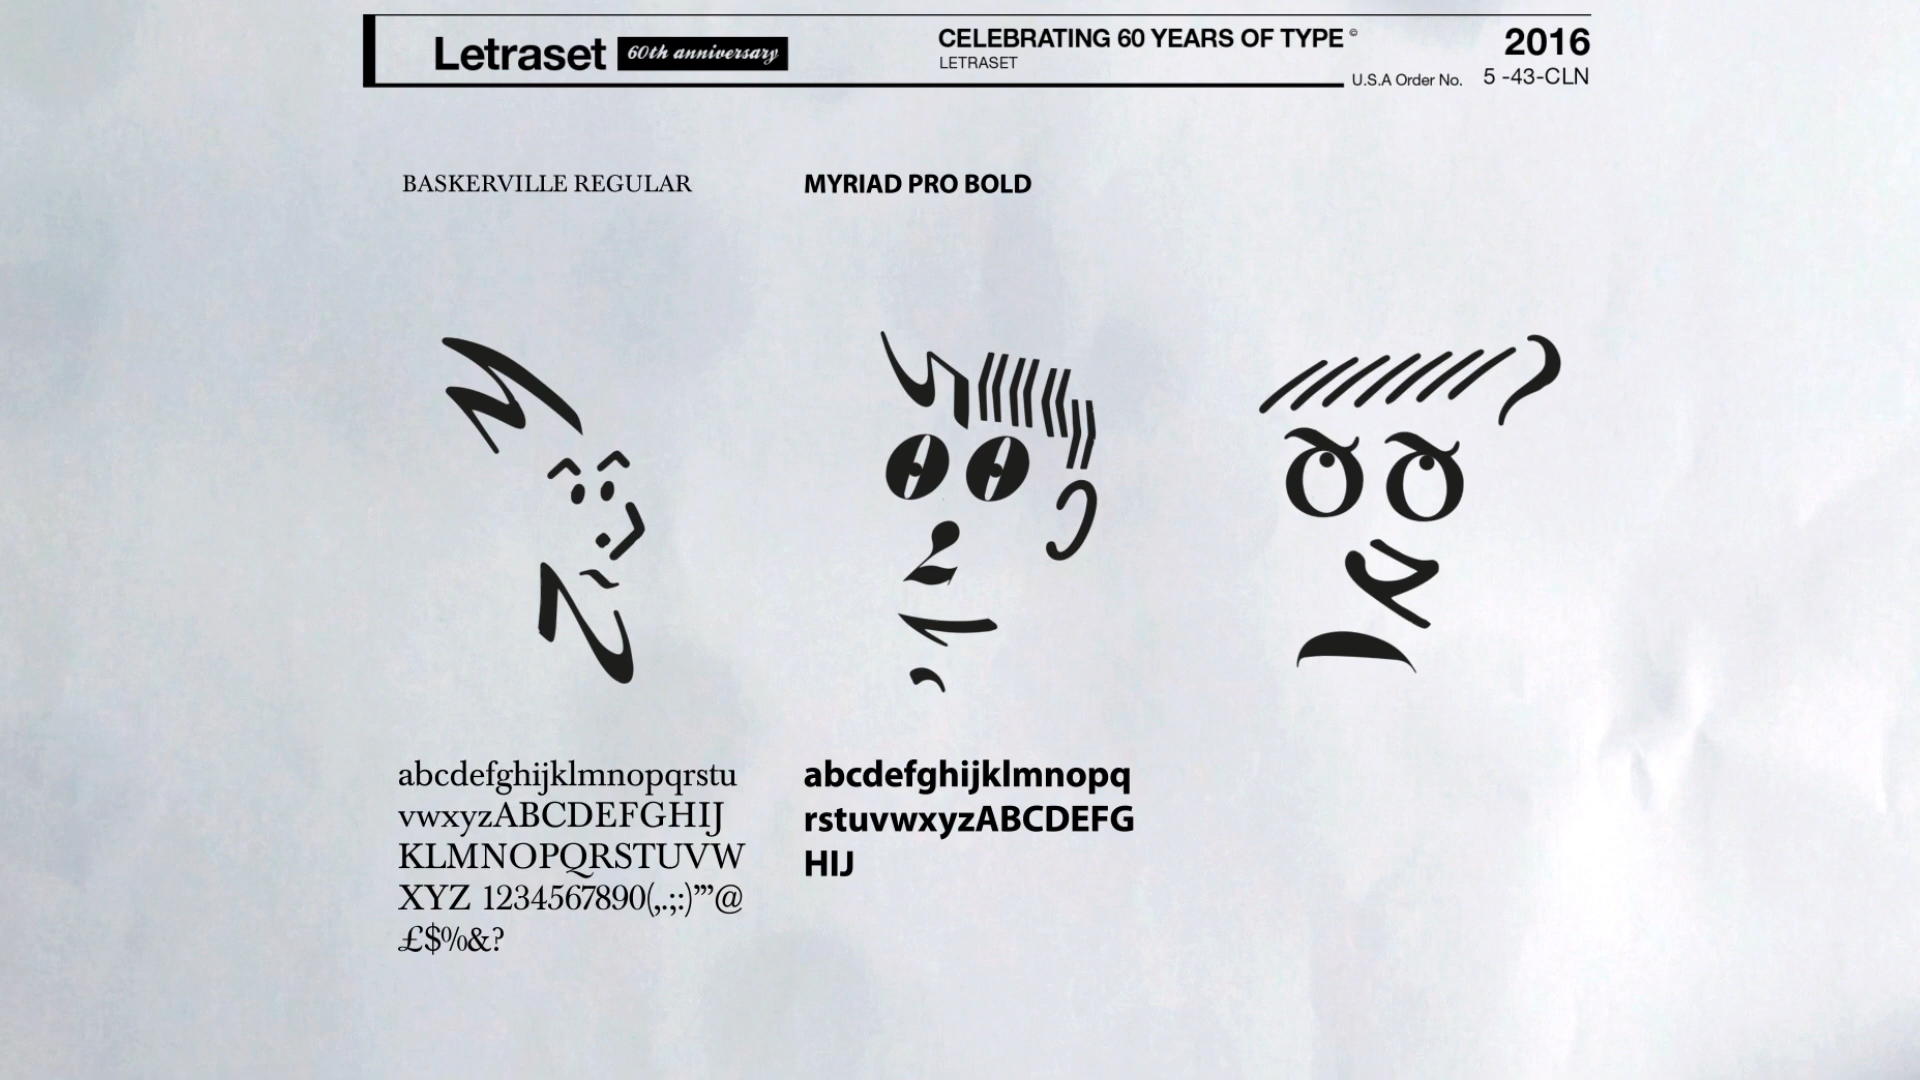 Letraset 60th anniversary
CELEBRATING 60 YEARS OF TYPE ©
LETRASET
2016
U.S.A Order No. 5 -43-CLN
BASKERVILLE REGULAR
MYRIAD PRO BOLD
abcdefghijklmnopqrstu
vwxyzABCDEFGHIJ
KLMNOPQRSTUVW
XYZ 1234567890(,.;:)’”@
£$%&?
abcdefghijklmnopq
rstuvwxyzABCDEFG
HIJ